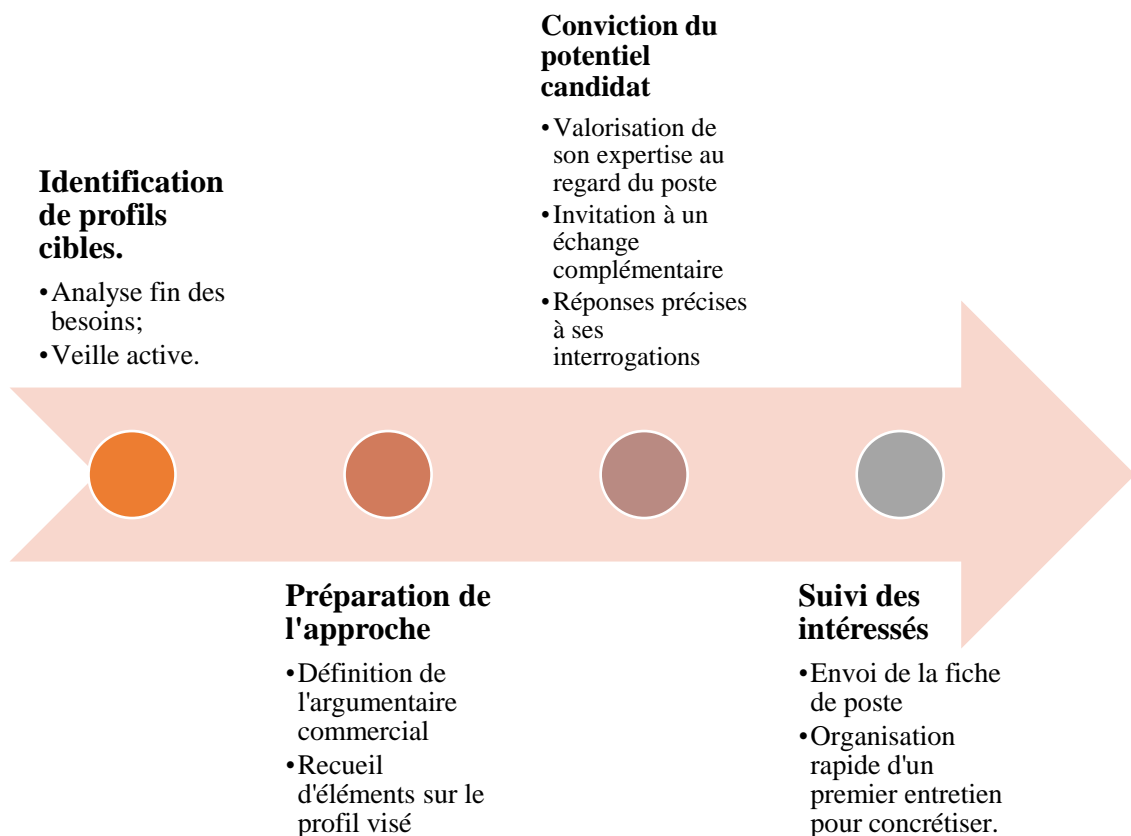 Identification
de profils
cibles.
•Analyse fin des
besoins;
•Veille active.
Préparation de
l'approche
•Définition de
l'argumentaire
commercial
•Recueil
d'éléments sur le
profil visé
Conviction du
potentiel
candidat
•Valorisation de
son expertise au
regard du poste
•Invitation à un
échange
complémentaire
•Réponses précises
à ses
interrogations
Suivi des
intéressés
•Envoi de la fiche
de poste
•Organisation
rapide d'un
premier entretien
pour concrétiser.